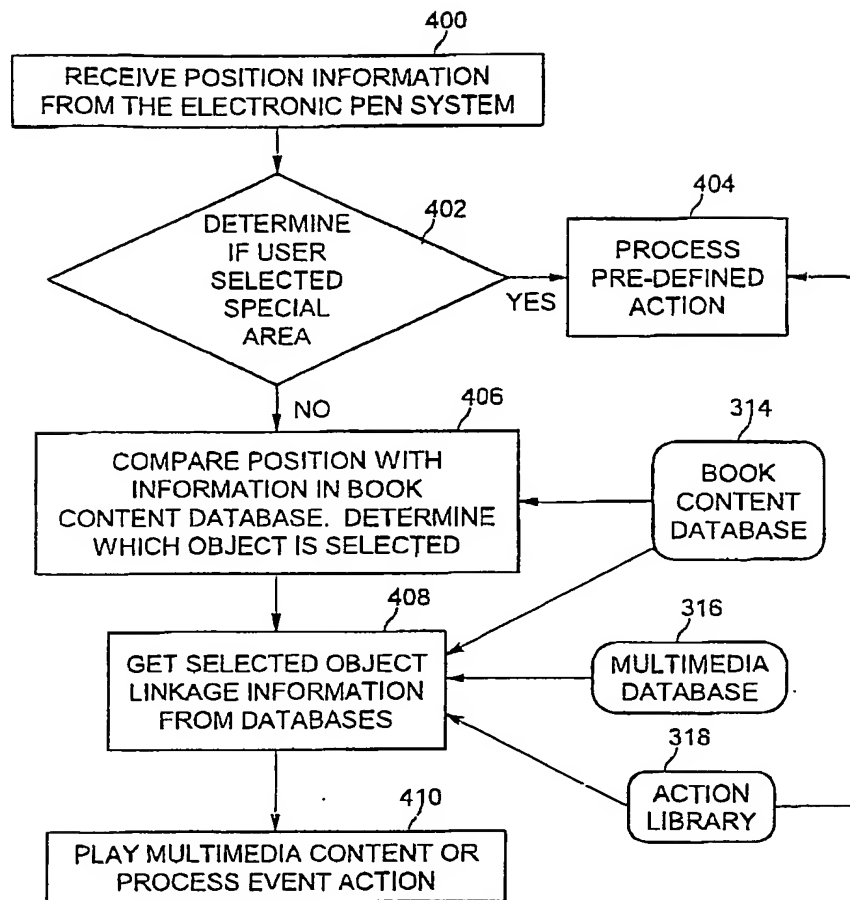 400
RECEIVE POSITION INFORMATION
FROM THE ELECTRONIC PEN SYSTEM
402
DETERMINE
IF USER
SELECTED
SPECIAL
AREA
YES
404
PROCESS
PRE-DEFINED
ACTION
NO
406
COMPARE POSITION WITH
INFORMATION IN BOOK
CONTENT DATABASE. DETERMINE
WHICH OBJECT IS SELECTED
314
BOOK
CONTENT
DATABASE
408
GET SELECTED OBJECT
LINKAGE INFORMATION
FROM DATABASES
316
MULTIMEDIA
DATABASE
318
ACTION
LIBRARY
410
PLAY MULTIMEDIA CONTENT OR
PROCESS EVENT ACTION